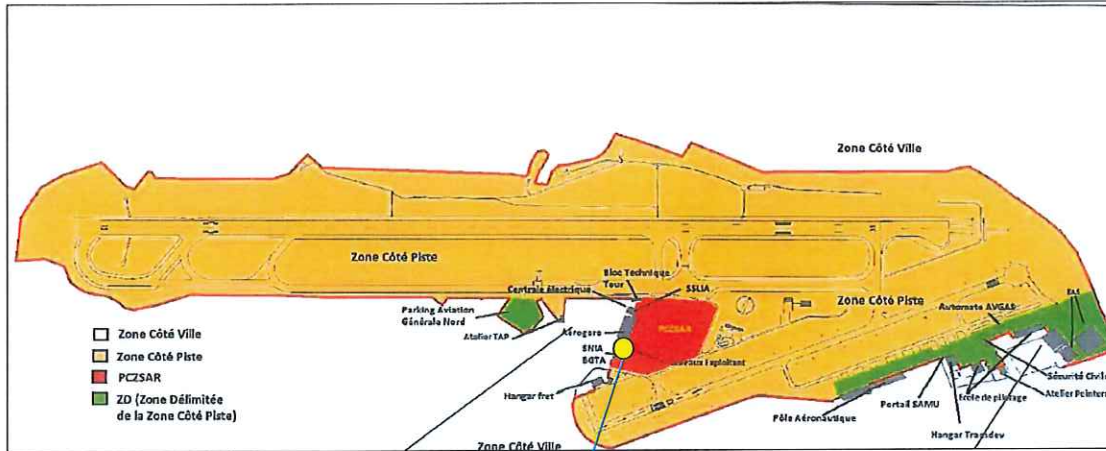 Zone Côté Ville
Zone Côté Piste
Bloc Technique
Tour
Centrale électrique
SSLIA
Zone Côté Piste
Automate AVGAS
Parking Aviation
Générale Nord
Atelier TAP
Aérogare
PCZSAR
SNIA
BGTA
Exploitant
Hangar fret
Sécurité Civile
Ecole de pilotage
Portail SAMU
Pôle Aéronautique
Hangar Transdev
Zone Côté Ville
Zone Côté Ville
Zone Côté Piste
PCZSAR
ZD (Zone Délimitée
de la Zone Côté Piste)